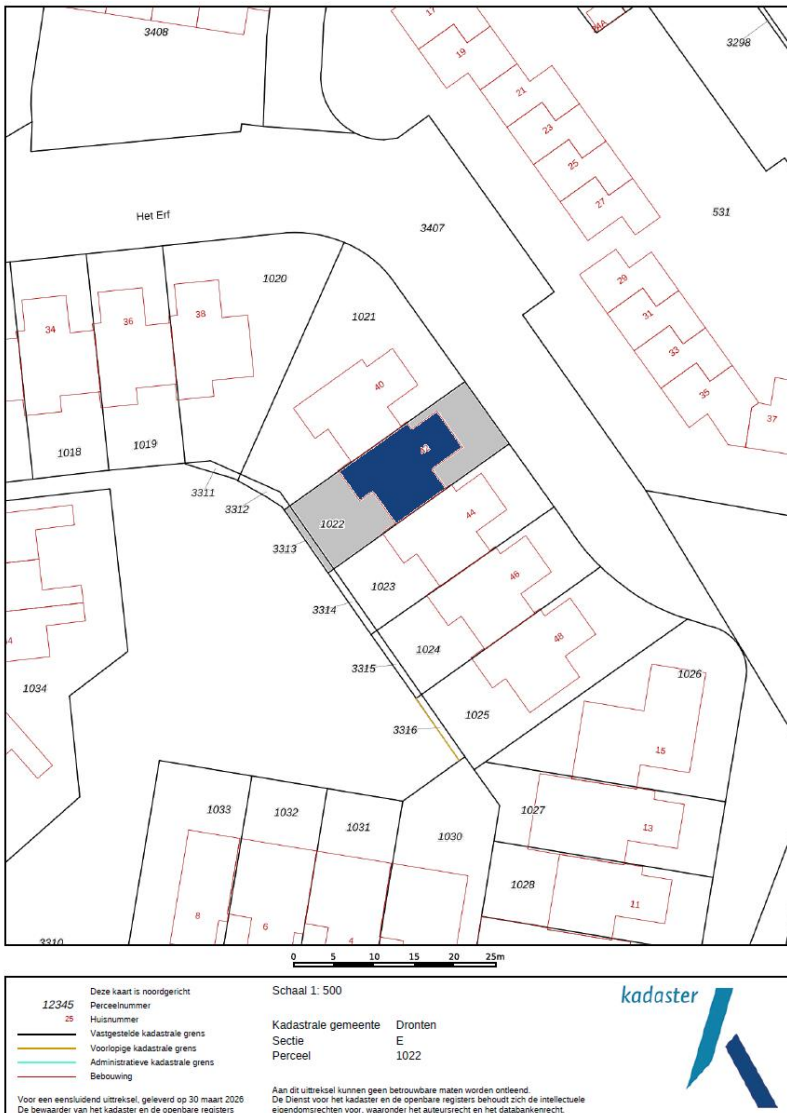 3408
17
19
44A
3298
21
23
25
27
531
Het Erf
3407
1020
29
1021
34
36
38
31
33
35
40
37
1018
1019
42
3311
3312
1022
44
3313
46
1023
3314
48
1024
3315
1034
1026
1025
3316
15
1033
1032
1031
1030
1027
13
1028
11
8
6
4
3310
0 5 10 15 20 25m
Deze kaart is noordgericht
12345 Perceelnummer
25 Huisnummer
Vastgestelde kadastrale grens
Voorlopige kadastrale grens
Administratieve kadastrale grens
Bebouwing
Voor een eensluidend uittreksel, geleverd op 30 maart 2026
De bewaarder van het kadaster en de openbare registers
Schaal 1: 500
Kadastrale gemeente Dronten
Sectie E
Perceel 1022
Aan dit uittreksel kunnen geen betrouwbare maten worden ontleend.
De Dienst voor het kadaster en de openbare registers behoudt zich de intellectuele
eigendomsrechten voor, waaronder het auteursrecht en het databankenrecht.
kadaster